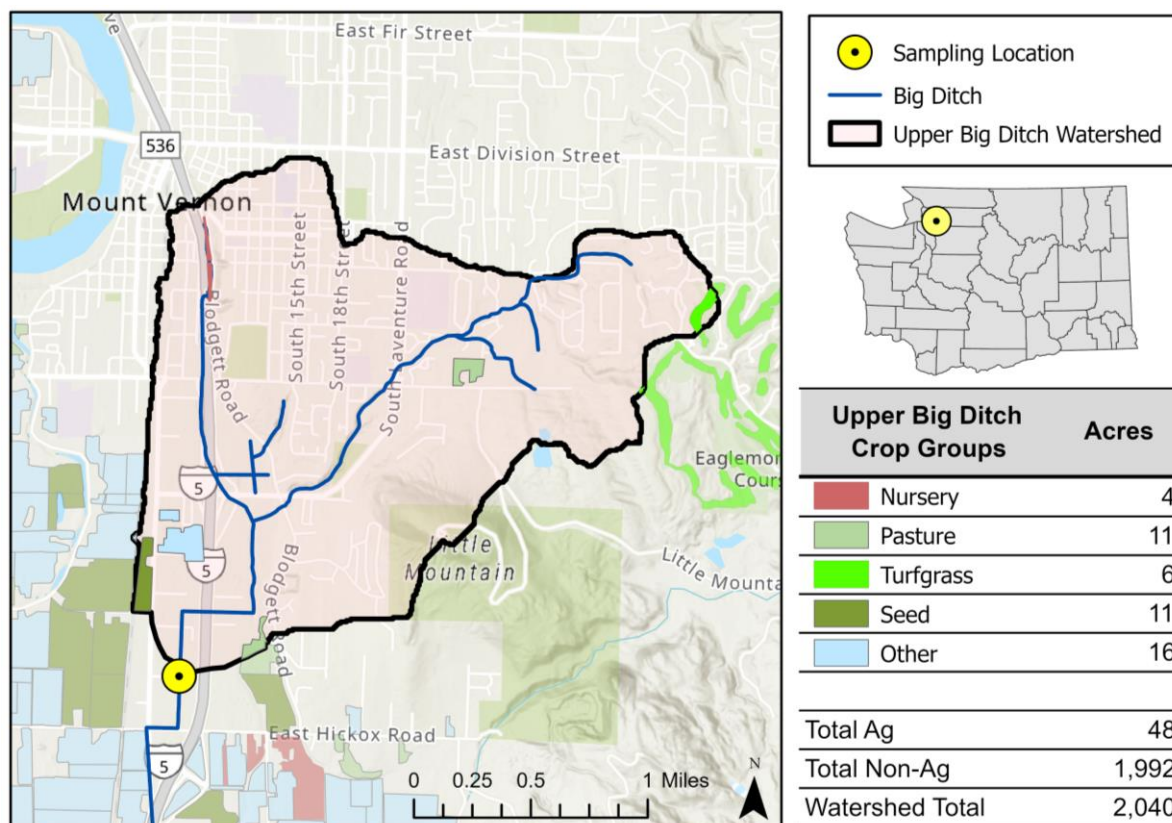 East Fir Street
East Division Street
536
Mount Vernon
South 15th Street
South 18th Street
South Laventure Road
Blodgett Road
5
5
Blodgett Road
Little
Mountain
Eaglemon
Cours
Little Mounta
East Hickox Road
5
0 0.25 0.5 1 Miles
N
Sampling Location
Big Ditch
Upper Big Ditch Watershed
Upper Big Ditch
Crop Groups Acres
Nursery 4
Pasture 11
Turfgrass 6
Seed 11
Other 16
Total Ag 48
Total Non-Ag 1,992
Watershed Total 2,040